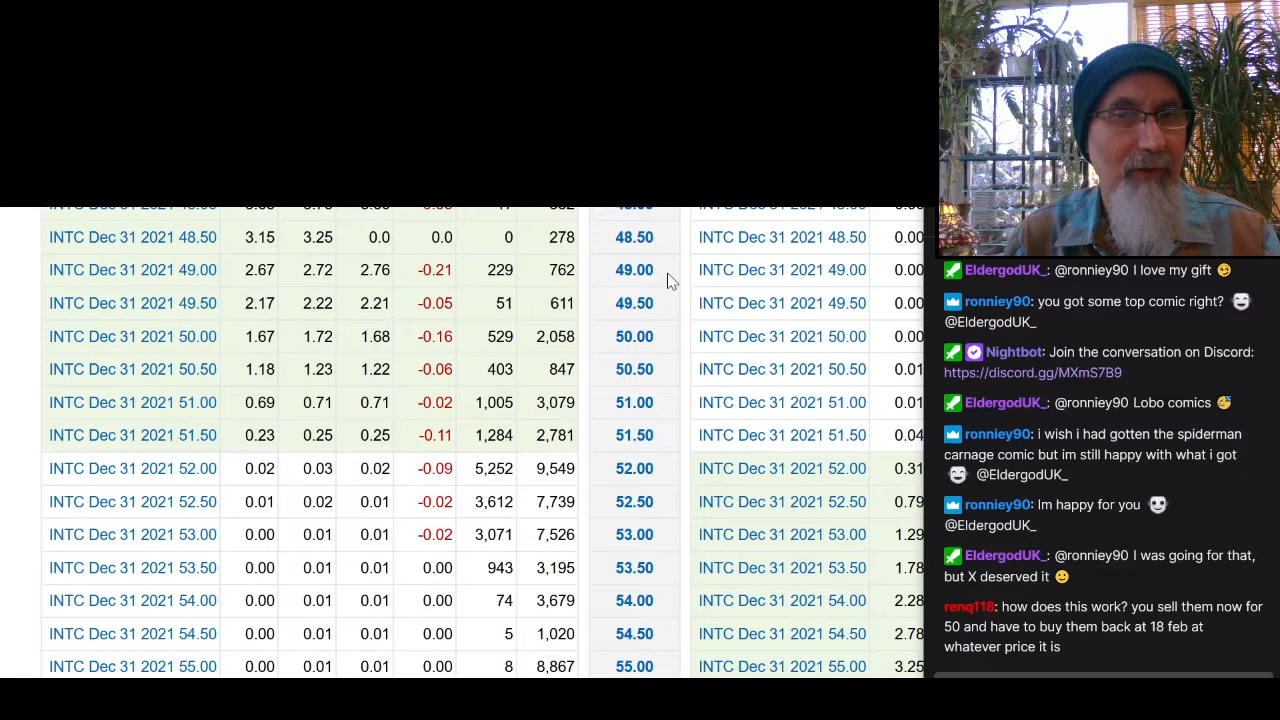 INTC Dec 31 2021 48.50 3.15 3.25 0.0 0.0 0 278 48.50 INTC Dec 31 2021 48.50 0.00
INTC Dec 31 2021 49.00 2.67 2.72 2.76 -0.21 229 762 49.00 INTC Dec 31 2021 49.00 0.00
INTC Dec 31 2021 49.50 2.17 2.22 2.21 -0.05 51 611 49.50 INTC Dec 31 2021 49.50 0.00
INTC Dec 31 2021 50.00 1.67 1.72 1.68 -0.16 529 2,058 50.00 INTC Dec 31 2021 50.00 0.00
INTC Dec 31 2021 50.50 1.18 1.23 1.22 -0.06 403 847 50.50 INTC Dec 31 2021 50.50 0.01
INTC Dec 31 2021 51.00 0.69 0.71 0.71 -0.02 1,005 3,079 51.00 INTC Dec 31 2021 51.00 0.01
INTC Dec 31 2021 51.50 0.23 0.25 0.25 -0.11 1,284 2,781 51.50 INTC Dec 31 2021 51.50 0.04
INTC Dec 31 2021 52.00 0.02 0.03 0.02 -0.09 5,252 9,549 52.00 INTC Dec 31 2021 52.00 0.31
INTC Dec 31 2021 52.50 0.01 0.02 0.01 -0.02 3,612 7,739 52.50 INTC Dec 31 2021 52.50 0.79
INTC Dec 31 2021 53.00 0.00 0.01 0.01 -0.02 3,071 7,526 53.00 INTC Dec 31 2021 53.00 1.29
INTC Dec 31 2021 53.50 0.00 0.01 0.01 0.00 943 3,195 53.50 INTC Dec 31 2021 53.50 1.78
INTC Dec 31 2021 54.00 0.00 0.01 0.01 0.00 74 3,679 54.00 INTC Dec 31 2021 54.00 2.28
INTC Dec 31 2021 54.50 0.00 0.01 0.01 0.00 5 1,020 54.50 INTC Dec 31 2021 54.50 2.78
INTC Dec 31 2021 55.00 0.00 0.01 0.01 0.00 8 8,867 55.00 INTC Dec 31 2021 55.00 3.25
EldergodUK_: @ronniey90 I love my gift 😏
ronniey90: you got some top comic right?
@EldergodUK_
Nightbot: Join the conversation on Discord:
https://discord.gg/MXmS7B9
EldergodUK_: @ronniey90 Lobo comics 🤣
ronniey90: i wish i had gotten the spiderman
carnage comic but im still happy with what i got
@EldergodUK_
ronniey90: Im happy for you
@EldergodUK_
EldergodUK_: @ronniey90 I was going for that,
but X deserved it 🙂
renq118: how does this work? you sell them now for
50 and have to buy them back at 18 feb at
whatever price it is